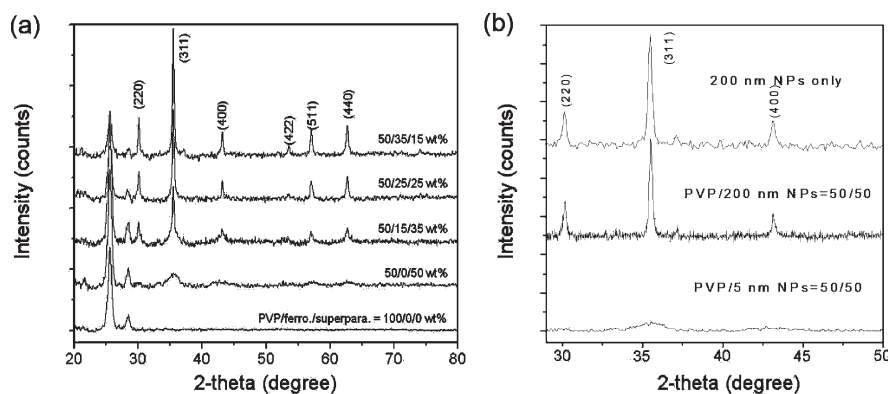 (a)
Intensity (counts)
(220)
(311)
(400)
(422)
(511)
(440)
50/35/15 wt%
50/25/25 wt%
50/15/35 wt%
50/0/50 wt%
PVP/ferro./superpara. = 100/0/0 wt%
20 30 40 50 60 70 80
2-theta (degree)
(b)
Intensity (counts)
(220)
(311)
(400)
200 nm NPs only
PVP/200 nm NPs=50/50
PVP/5 nm NPs=50/50
30 35 40 45 50
2-theta (degree)